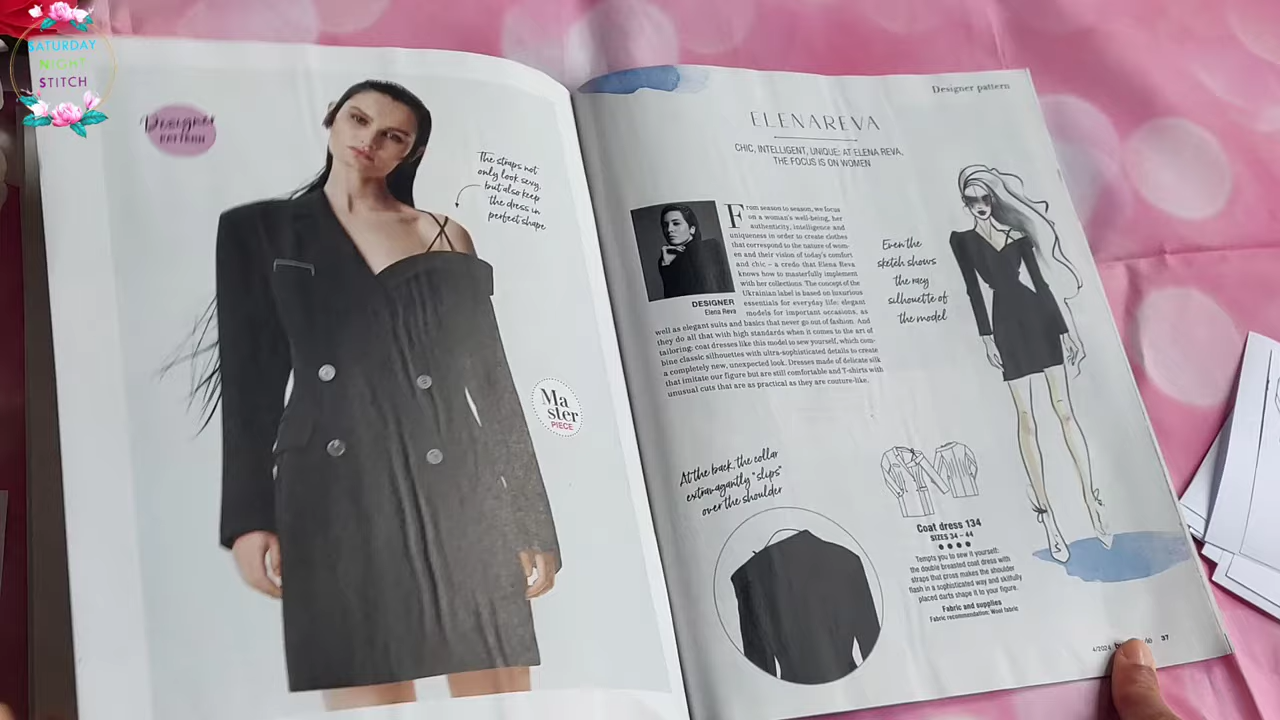 SATURDAY
NIGHT
STITCH
Designer
PATTERN
The straps not
only look sexy,
but also keep
the dress in
perfect shape
Ma
ster
PIECE
Designer pattern
ELENAREVA
CHIC, INTELLIGENT, UNIQUE: AT ELENA REVA,
THE FOCUS IS ON WOMEN
From season to season, we focus
on a woman's well-being, her
authenticity, intelligence and
uniqueness in order to create clothes
that correspond to the nature of wom-
en and their vision of today's comfort
and chic – a credo that Elena Reva
knows how to masterfully implement
with her collections. The concept of the
Ukrainian label is based on luxurious
essentials for everyday life: elegant
models for important occasions, as
well as elegant suits and basics that never go out of fashion. And
they do all that with high standards when it comes to the art of
tailoring: coat dresses like this model to sew yourself, which com-
bine classic silhouettes with ultra-sophisticated details to create
a completely new, unexpected look. Dresses made of delicate silk
that imitate our figure but are still comfortable and T-shirts with
unusual cuts that are as practical as they are couture-like.
DESIGNER
Elena Reva
Even the
sketch shows
the racy
silhouette of
the model
At the back, the collar
extravagantly "slips"
over the shoulder
Coat dress 134
SIZES 34 – 44
Tempts you to sew it yourself:
the double breasted coat dress with
straps that cross makes the shoulder
flash in a sophisticated way and skilfully
placed darts shape it to your figure.
Fabric and supplies
Fabric recommendation: Wool fabric
4/2024
37